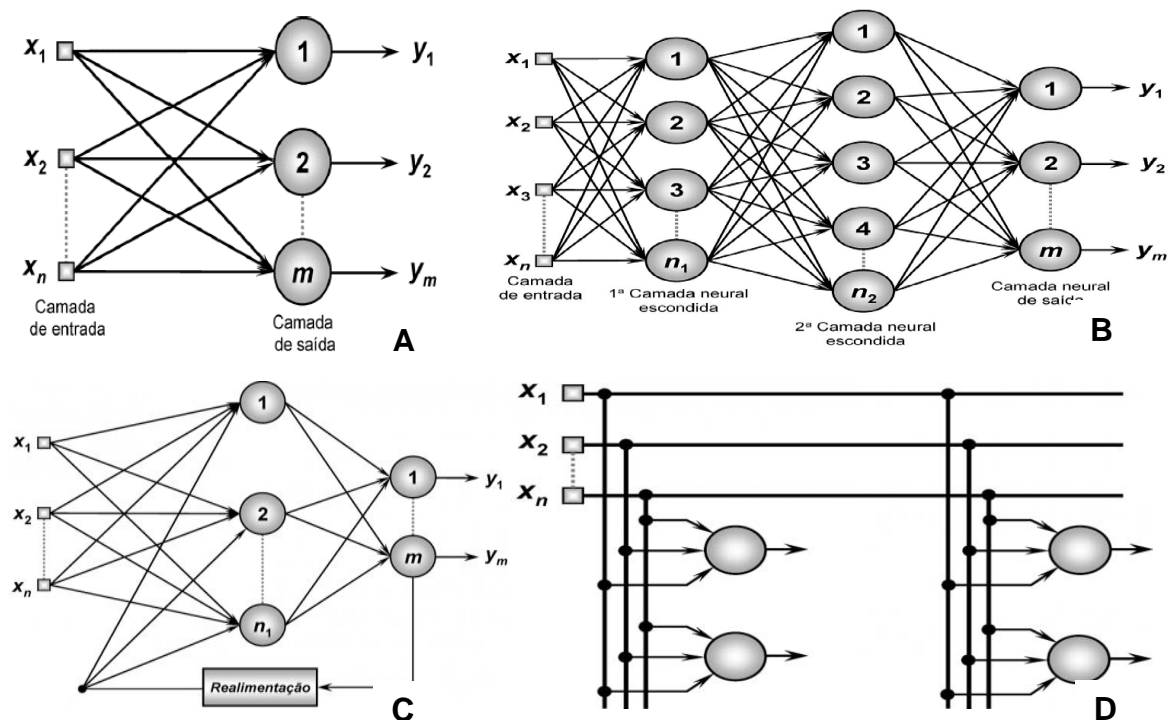 x1
x2
xn
1
2
m
y1
y2
ym
Camada
de entrada
Camada
de saída
A
x1
x2
x3
xn
1
2
3
n1
1
2
3
4
n2
1
2
m
y1
y2
ym
Camada
de entrada
1ª Camada neural
escondida
2ª Camada neural
escondida
Camada neural
de saída
B
x1
x2
xn
1
2
n1
1
m
y1
ym
Realimentação
C
x1
x2
xn
D